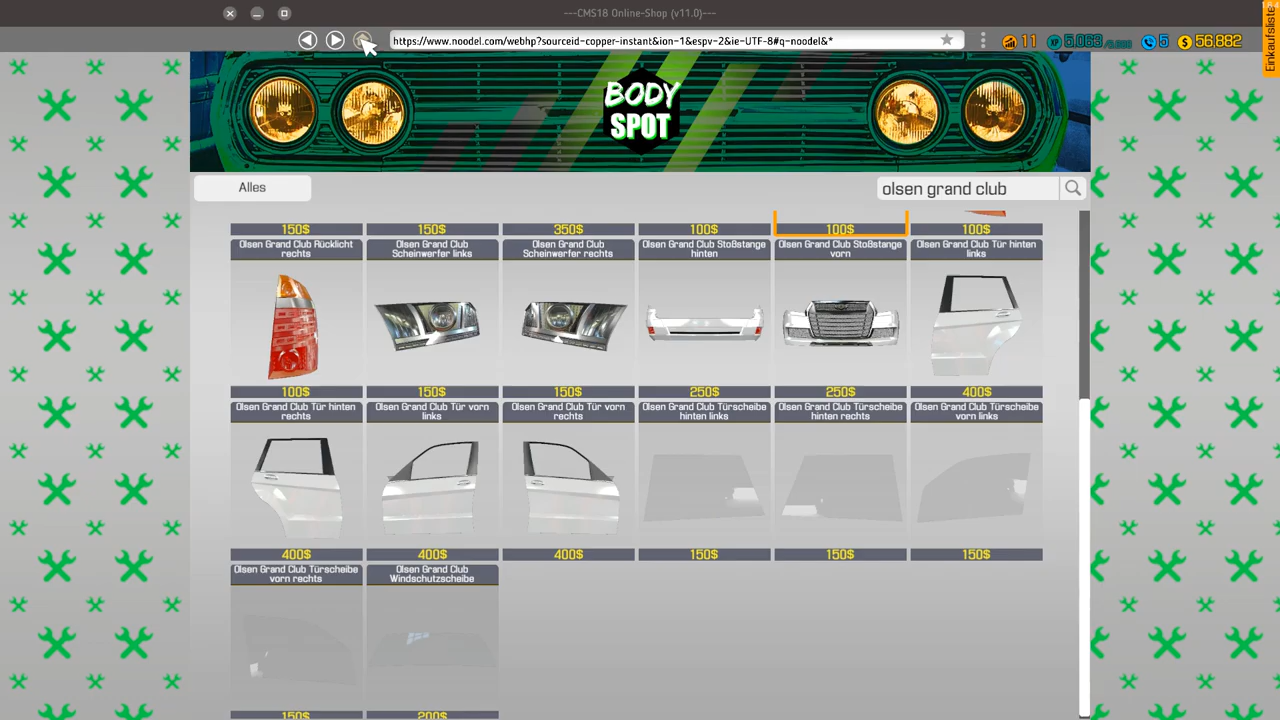 ---CMS18 Online-Shop (v11.0)---
https://www.noodel.com/webhp?sourceid-copper-instant&ion-1&espv-2&ie-UTF-8#q-noodel&*
11
5,063
5
56,882
Einkaufsliste
BODY
SPOT
Alles
olsen grand club
150$ 150$ 350$ 100$ 100$ 100$
Olsen Grand Club Rücklicht
rechts
Olsen Grand Club
Scheinwerfer links
Olsen Grand Club
Scheinwerfer rechts
Olsen Grand Club Stoßstange
hinten
Olsen Grand Club Stoßstange
vorn
Olsen Grand Club Tür hinten
links
100$ 150$ 150$ 250$ 250$ 400$
Olsen Grand Club Tür hinten
rechts
Olsen Grand Club Tür vorn
links
Olsen Grand Club Tür vorn
rechts
Olsen Grand Club Türscheibe
hinten links
Olsen Grand Club Türscheibe
hinten rechts
Olsen Grand Club Türscheibe
vorn links
400$ 400$ 400$ 150$ 150$ 150$
Olsen Grand Club Türscheibe
vorn rechts
Olsen Grand Club
Windschutzscheibe
150$ 200$